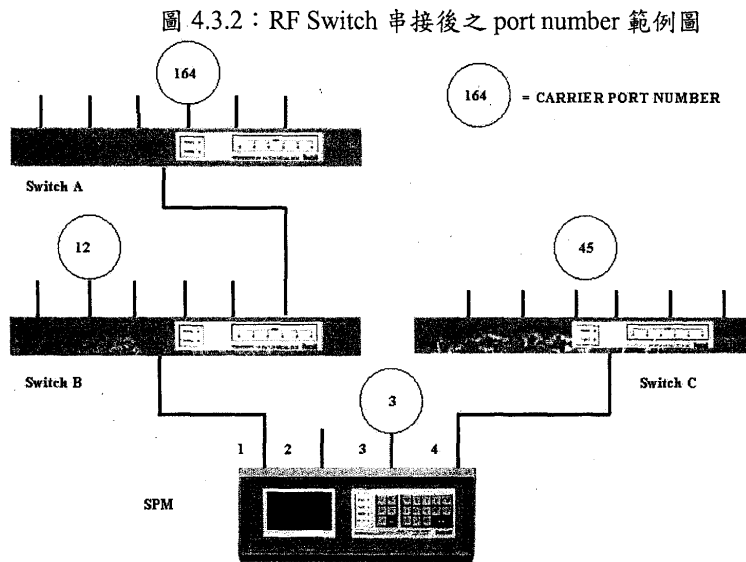 圖 4.3.2：RF Switch 串接後之 port number 範例圖
164
164 = CARRIER PORT NUMBER
Switch A
12
45
Switch B
Switch C
3
1 2 3 4
SPM